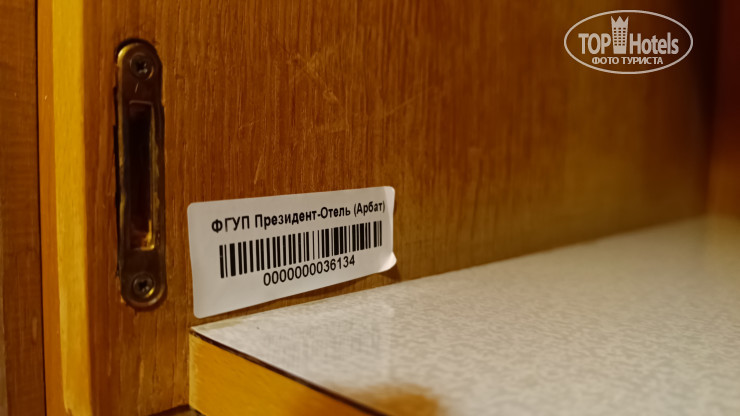 TOP Hotels
ФОТО ТУРИСТА
ФГУП Президент-Отель (Арбат)
0000000036134